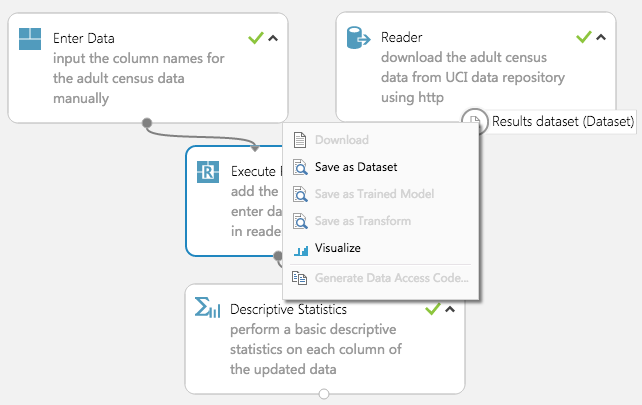 Enter Data
input the column names for
the adult census data
manually
Reader
download the adult census
data from UCI data repository
using http
Results dataset (Dataset)
Download
Save as Dataset
Save as Trained Model
Save as Transform
Visualize
Generate Data Access Code...
Execute
add the
enter da
in reade
Descriptive Statistics
perform a basic descriptive
statistics on each column of
the updated data